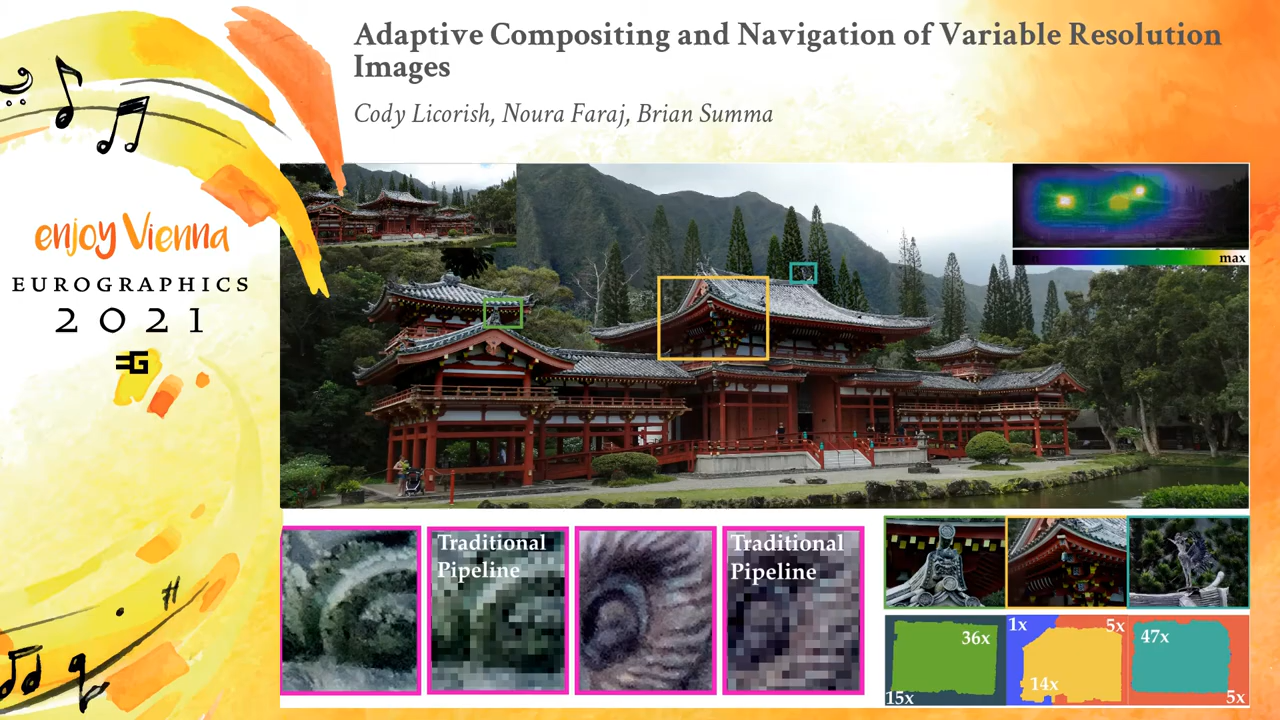 Adaptive Compositing and Navigation of Variable Resolution
Images
Cody Licorish, Noura Faraj, Brian Summa
enjoy Vienna
EUROGRAPHICS
2021
EG
max
Traditional
Pipeline
Traditional
Pipeline
36x
15x
1x
5x
14x
47x
5x